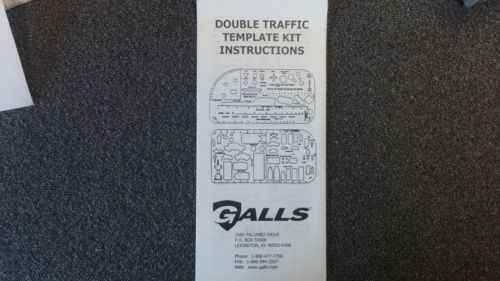 DOUBLE TRAFFIC
TEMPLATE KIT
INSTRUCTIONS
GALLS
2680 PALUMBO DRIVE
P.O. BOX 54308
LEXINGTON, KY 40555-4308
Phone: 1-800-477-7766
FAX: 1-800-944-2557
Web: www.galls.com